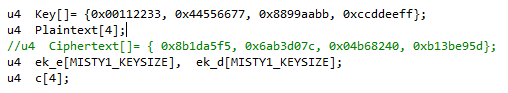 u4  Key[]= {0x00112233, 0x44556677, 0x8899aabb, 0xccddeeff};
u4  Plaintext[4];
//u4  Ciphertext[]= { 0x8b1da5f5, 0x6ab3d07c, 0x04b68240, 0xb13be95d};
u4  ek_e[MISTY1_KEYSIZE],  ek_d[MISTY1_KEYSIZE];
u4  c[4];